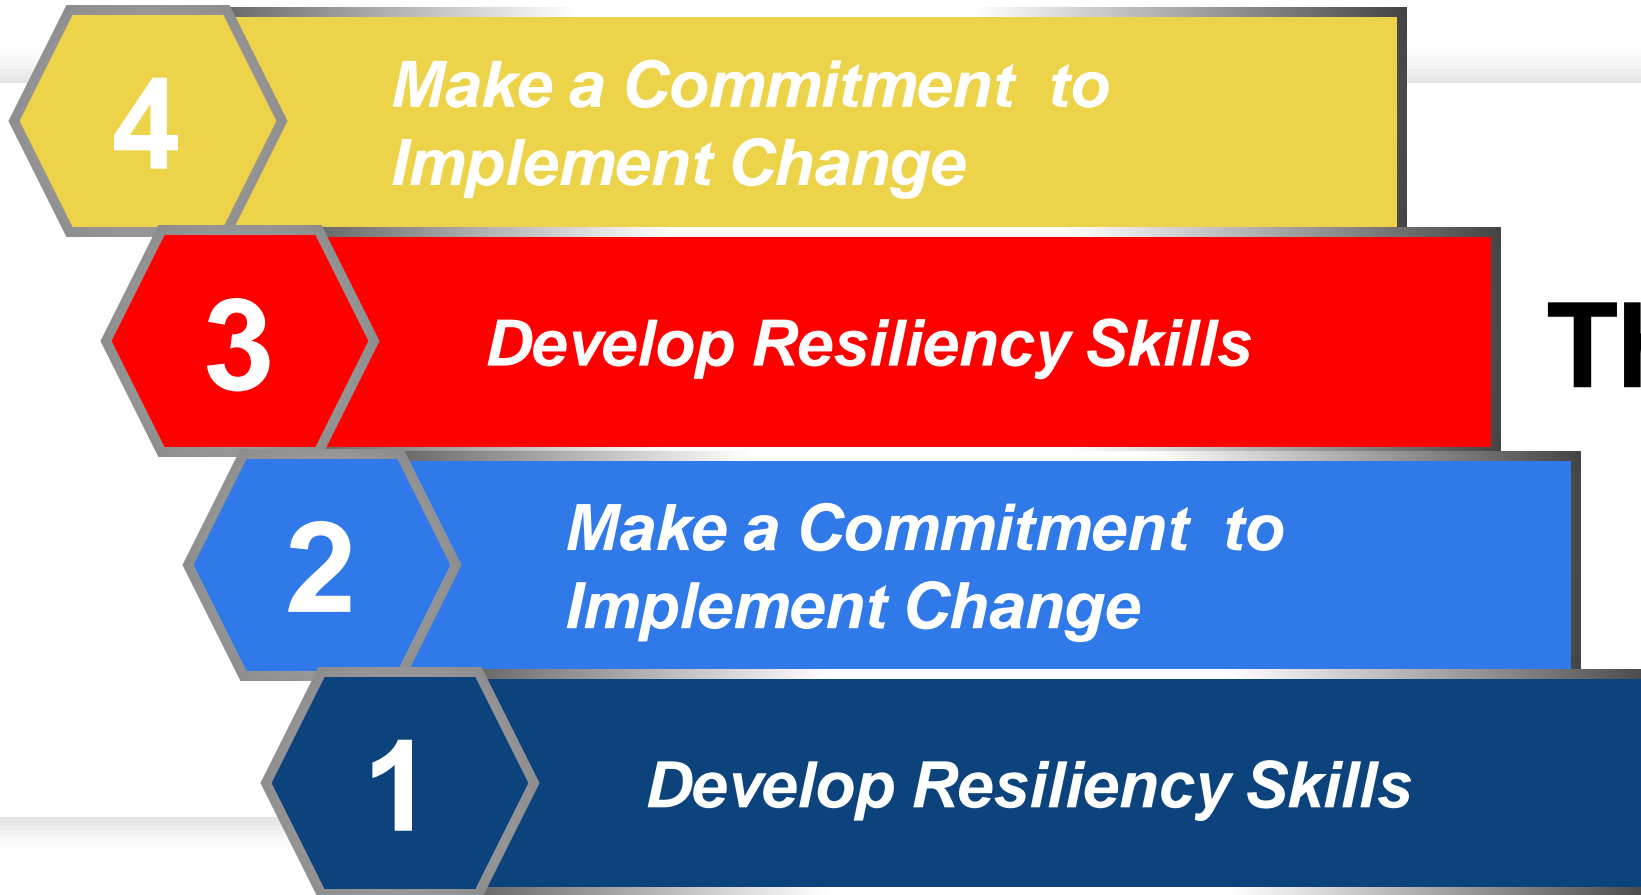 4
Make a Commitment  to
Implement Change
3
Develop Resiliency Skills
2
Make a Commitment  to
Implement Change
1
Develop Resiliency Skills